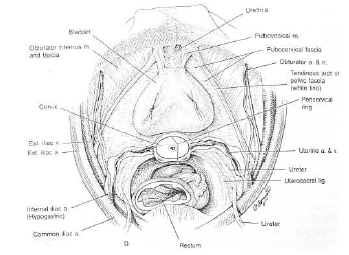 Urethra
Bladder
Pubovesical m.
Obturator internus m.
and fascia
Pubocervical fascia
Obturator a. & n.
Tendinous arch of
pelvic fascia
(white line)
Cervix
Pericervical
ring
Ext. iliac v.
Ext. iliac a.
Uterine a. & v.
Ureter
Uterosacral lig.
Internal iliac a.
(Hypogastric)
Ureter
Common iliac a.
D.
Rectum